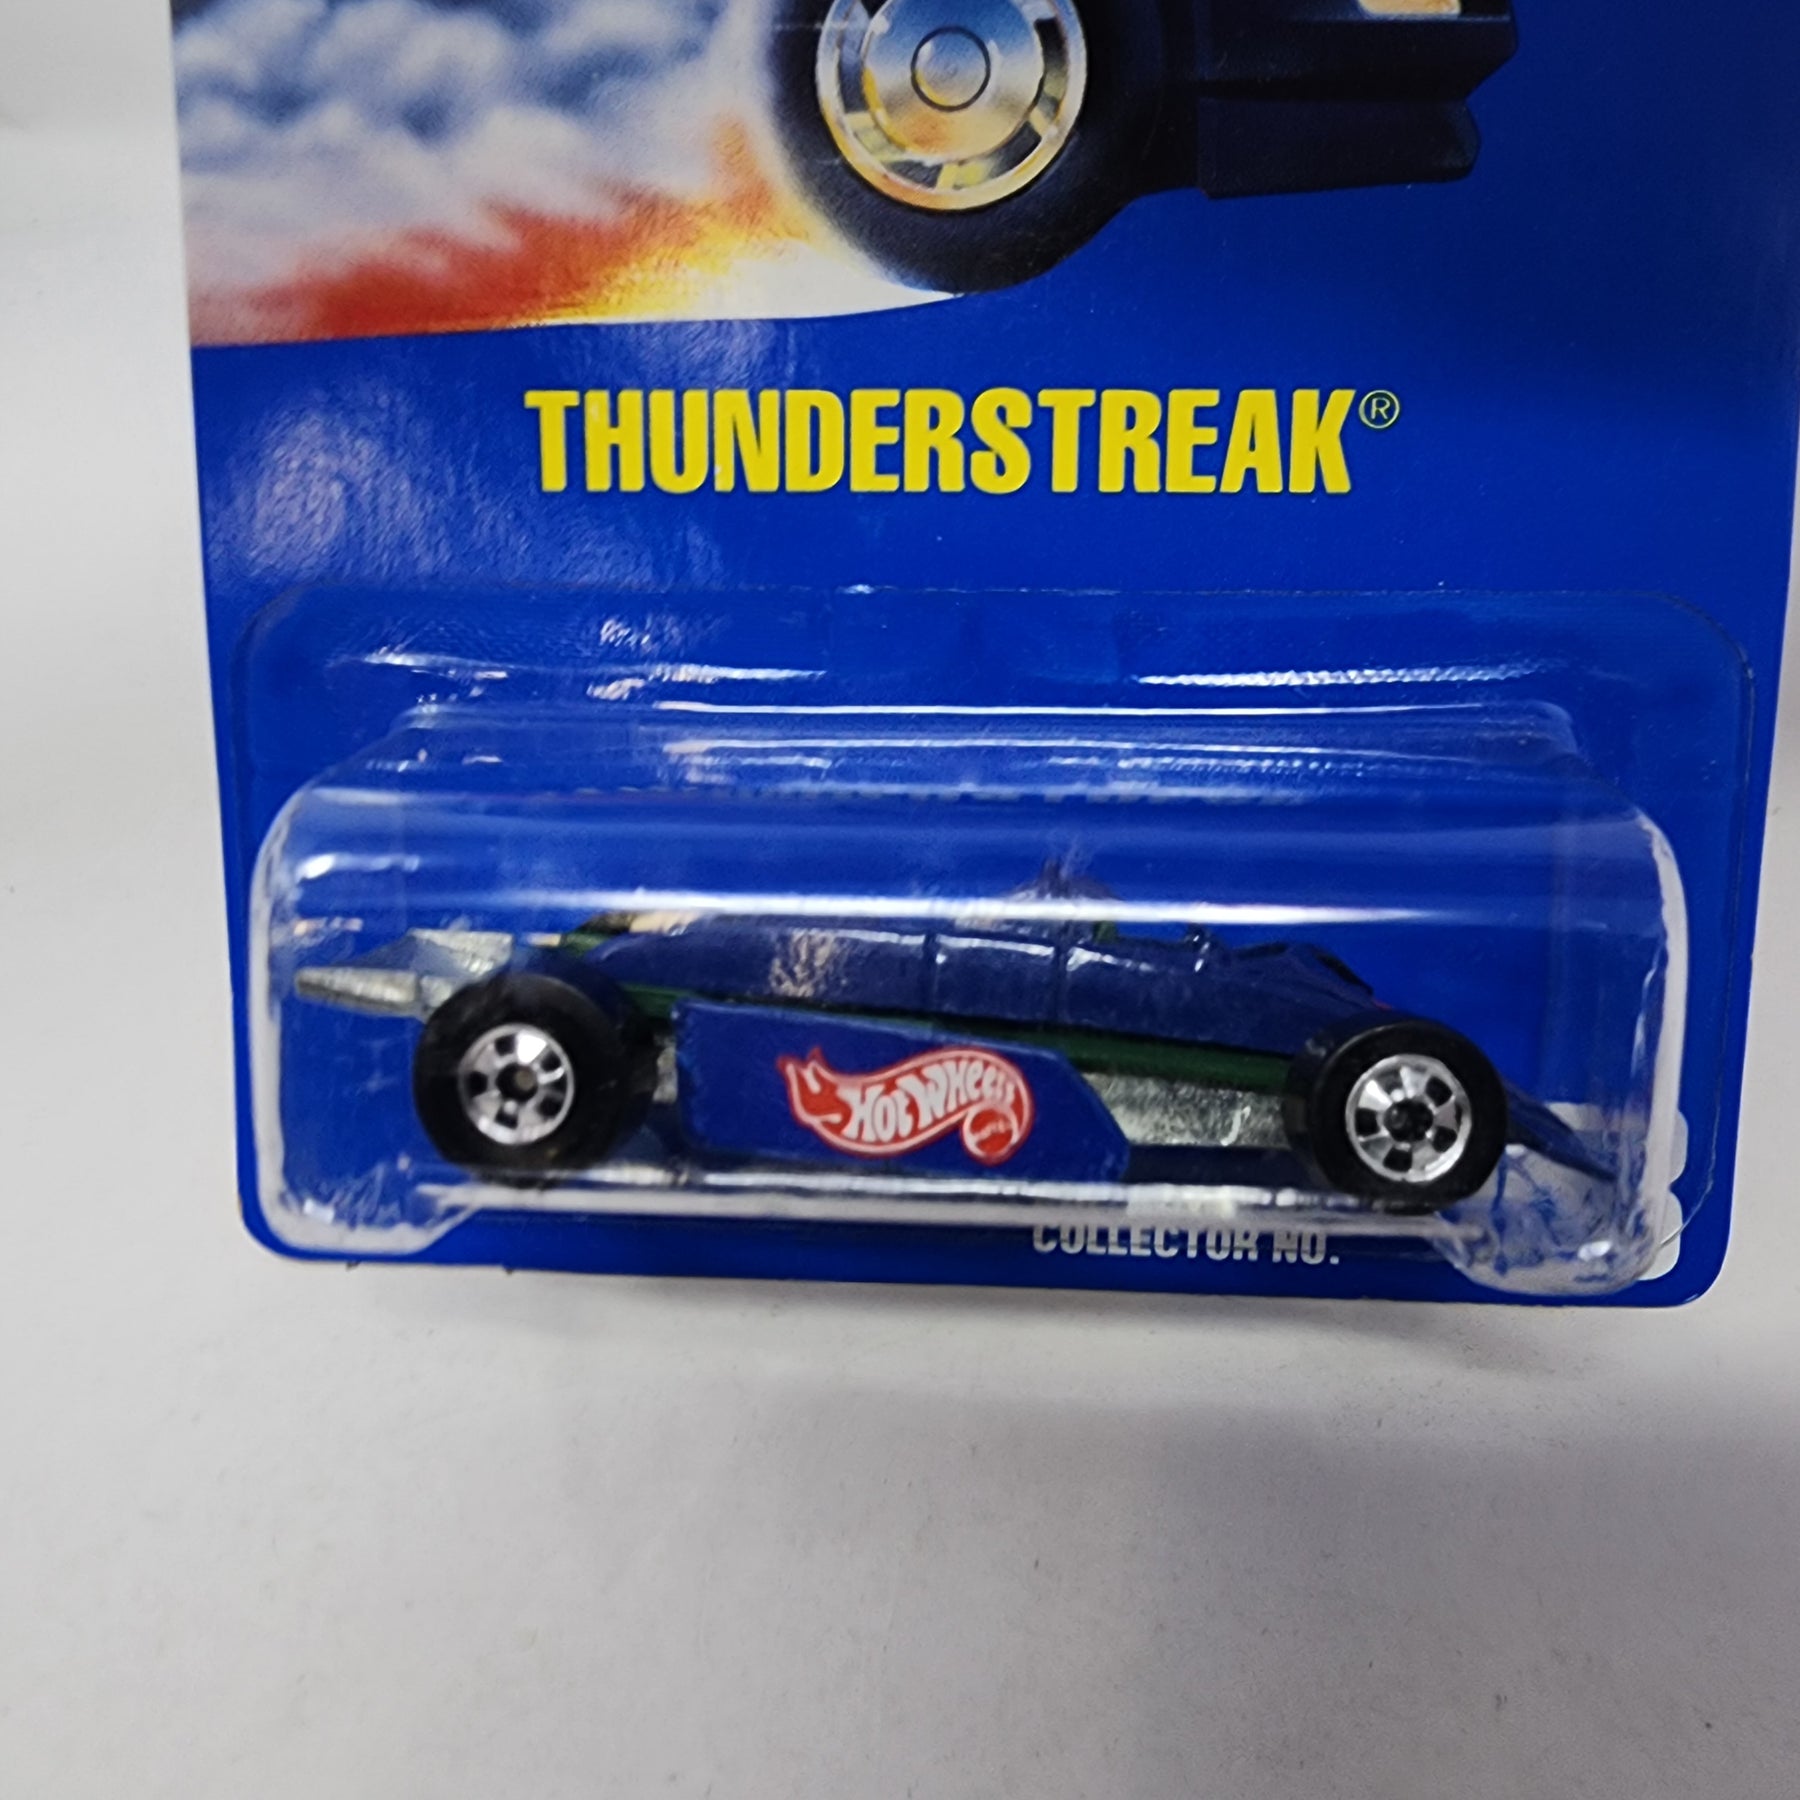 THUNDERSTREAK®
HOT WHEELS
COLLECTOR NO.